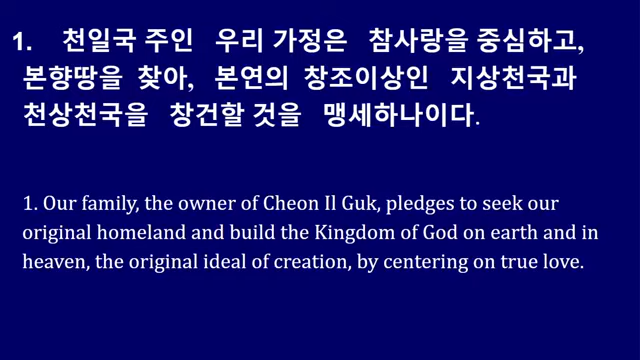 1. 천일국 주인 우리 가정은 참사랑을 중심하고,
본향땅을 찾아, 본연의 창조이상인 지상천국과
천상천국을 창건할 것을 맹세하나이다.
1. Our family, the owner of Cheon Il Guk, pledges to seek our
original homeland and build the Kingdom of God on earth and in
heaven, the original ideal of creation, by centering on true love.